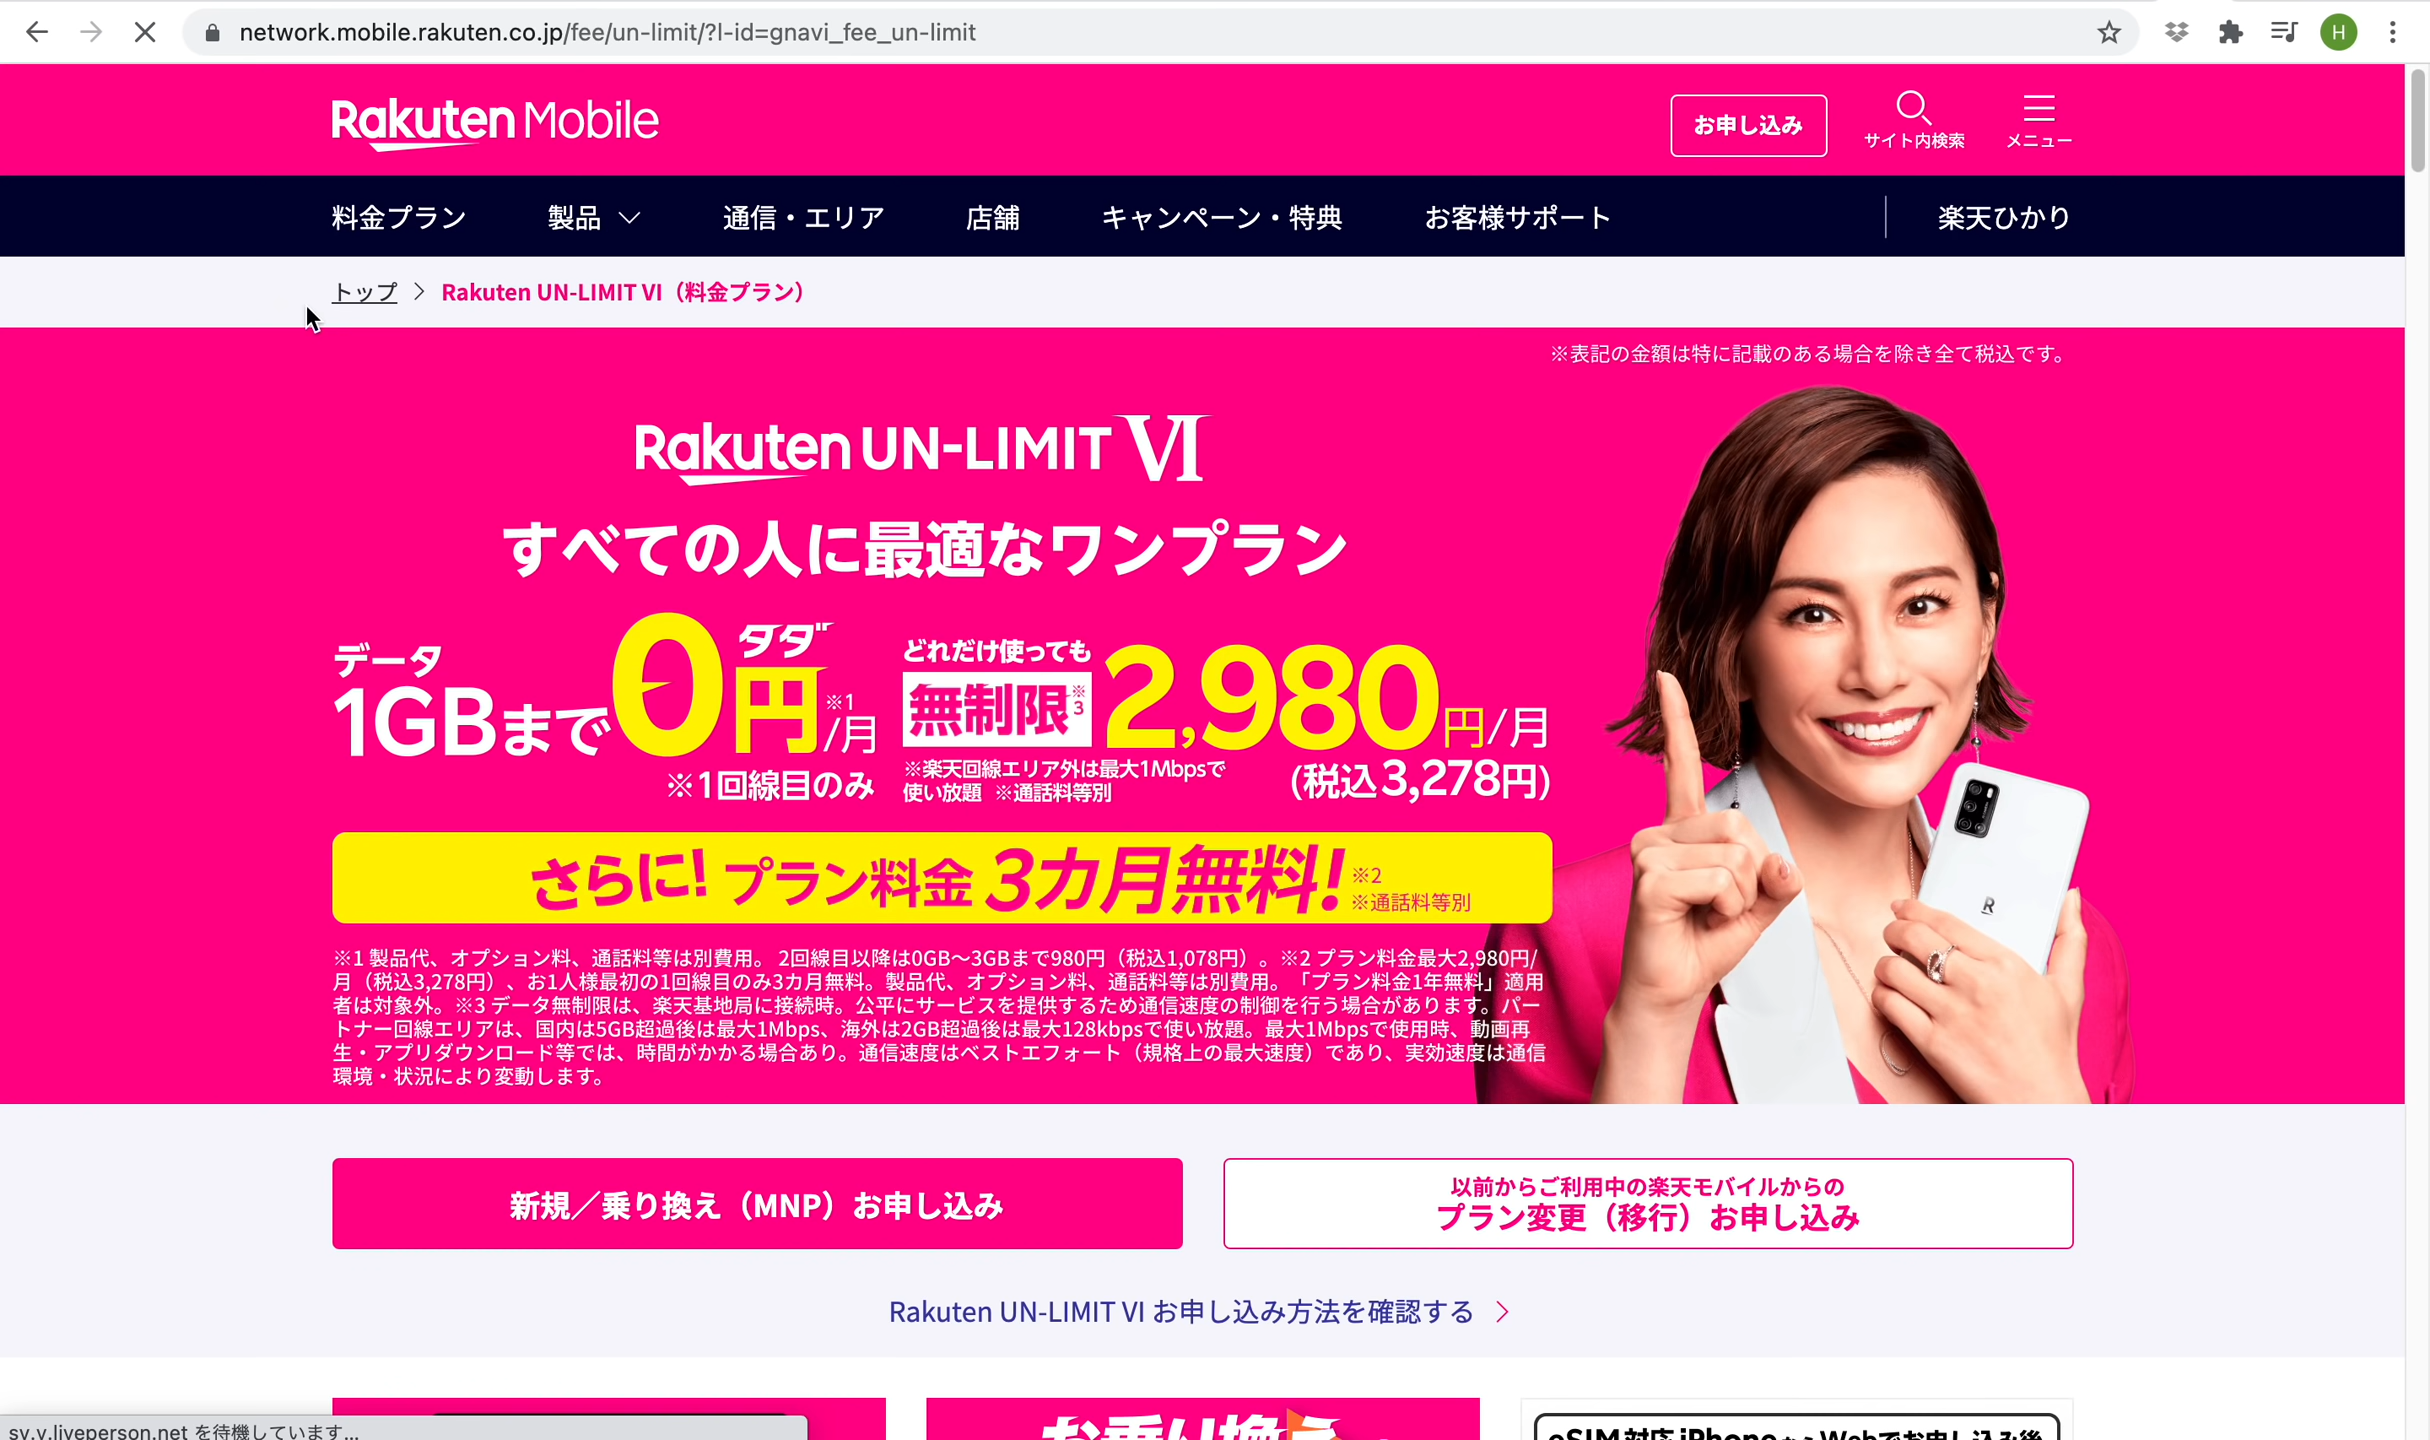 network.mobile.rakuten.co.jp/fee/un-limit/?l-id=gnavi_fee_un-limit
H
Rakuten Mobile
お申し込み
サイト内検索
メニュー
料金プラン
製品
通信・エリア
店舗
キャンペーン・特典
お客様サポート
楽天ひかり
トップ > Rakuten UN-LIMIT VI（料金プラン）
※表記の金額は特に記載のある場合を除き全て税込です。
Rakuten UN-LIMIT VI
すべての人に最適なワンプラン
データ
1GBまで
0円/月
タダ
※1
※1回線目のみ
どれだけ使っても
無制限※3
2,980円/月
※楽天回線エリア外は最大1Mbpsで
使い放題 ※通話料等別
(税込3,278円)
さらに!プラン料金3カ月無料!
※2
※通話料等別
R
※1 製品代、オプション料、通話料等は別費用。 2回線目以降は0GB〜3GBまで980円（税込1,078円）。※2 プラン料金最大2,980円/
月（税込3,278円）、お1人様最初の1回線目のみ3カ月無料。製品代、オプション料、通話料等は別費用。「プラン料金1年無料」適用
者は対象外。※3 データ無制限は、楽天基地局に接続時。公平にサービスを提供するため通信速度の制御を行う場合があります。パー
トナー回線エリアは、国内は5GB超過後は最大1Mbps、海外は2GB超過後は最大128kbpsで使い放題。最大1Mbpsで使用時、動画再
生・アプリダウンロード等では、時間がかかる場合あり。通信速度はベストエフォート（規格上の最大速度）であり、実効速度は通信
環境・状況により変動します。
新規／乗り換え（MNP）お申し込み
以前からご利用中の楽天モバイルからの
プラン変更（移行）お申し込み
Rakuten UN-LIMIT VI お申し込み方法を確認する
お乗り換え
eSIM対応iPhoneならWebでお申し込み後
sv.v.liveperson.net を待機しています...